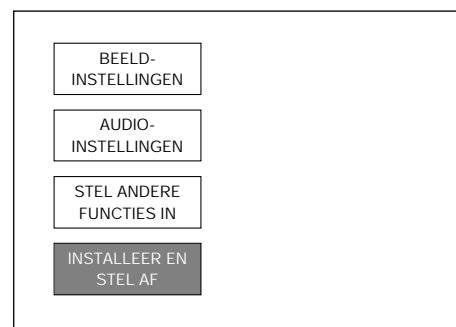 BEELD-
INSTELLINGEN
AUDIO-
INSTELLINGEN
STEL ANDERE
FUNCTIES IN
INSTALLEER EN
STEL AF